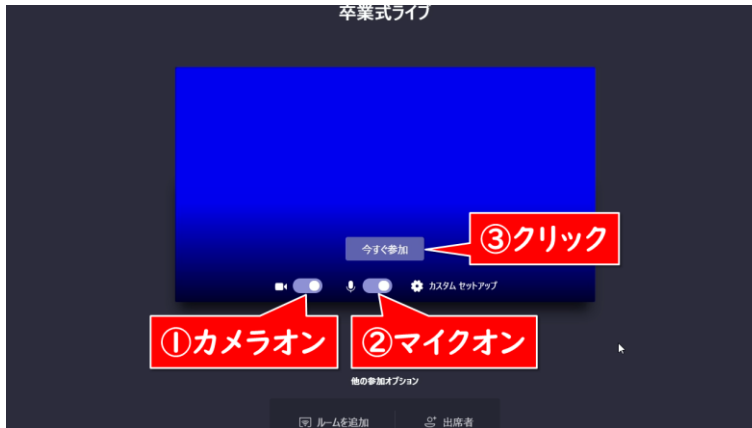 卒業式ライブ
今すぐ参加
③クリック
カスタム セットアップ
①カメラオン
②マイクオン
他の参加オプション
ルームを追加
出席者